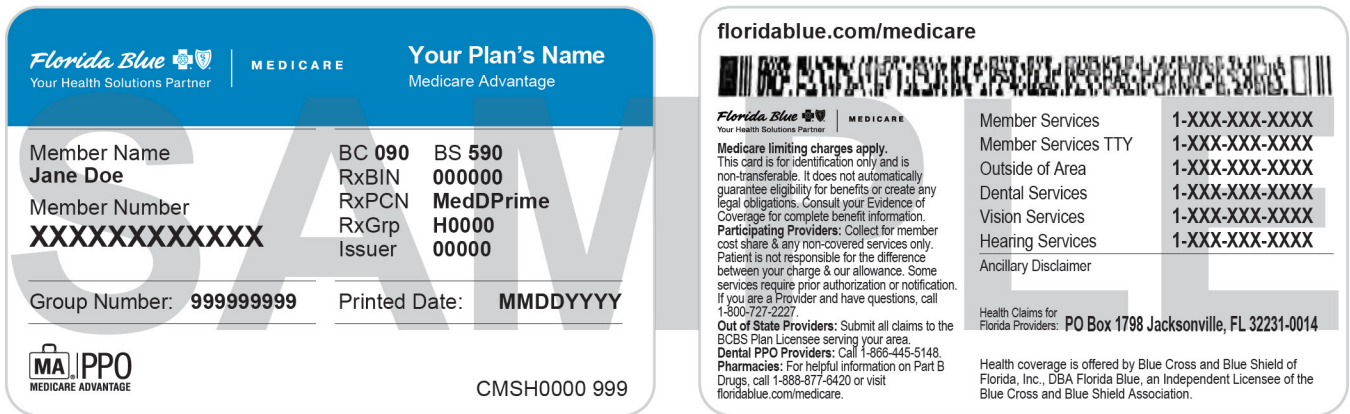 Florida Blue
Your Health Solutions Partner
MEDICARE
Your Plan's Name
Medicare Advantage
Member Name
Jane Doe
Member Number
XXXXXXXXXXXX
BC 090 BS 590
RxBIN 000000
RxPCN MedDPrime
RxGrp H0000
Issuer 00000
Group Number: 999999999
Printed Date: MMDDYYYY
MA PPO
MEDICARE ADVANTAGE
CMSH0000 999
SAMPLE
floridablue.com/medicare
Florida Blue
Your Health Solutions Partner
MEDICARE
Medicare limiting charges apply.
This card is for identification only and is
non-transferable. It does not automatically
guarantee eligibility for benefits or create any
legal obligations. Consult your Evidence of
Coverage for complete benefit information.
Participating Providers: Collect for member
cost share & any non-covered services only.
Patient is not responsible for the difference
between your charge & our allowance. Some
services require prior authorization or notification.
If you are a Provider and have questions, call
1-800-727-2227.
Out of State Providers: Submit all claims to the
BCBS Plan Licensee serving your area.
Dental PPO Providers: Call 1-866-445-5148.
Pharmacies: For helpful information on Part B
Drugs, call 1-888-877-6420 or visit
floridablue.com/medicare.
Member Services 1-XXX-XXX-XXXX
Member Services TTY 1-XXX-XXX-XXXX
Outside of Area 1-XXX-XXX-XXXX
Dental Services 1-XXX-XXX-XXXX
Vision Services 1-XXX-XXX-XXXX
Hearing Services 1-XXX-XXX-XXXX
Ancillary Disclaimer
Health Claims for
Florida Providers: PO Box 1798 Jacksonville, FL 32231-0014
Health coverage is offered by Blue Cross and Blue Shield of
Florida, Inc., DBA Florida Blue, an Independent Licensee of the
Blue Cross and Blue Shield Association.